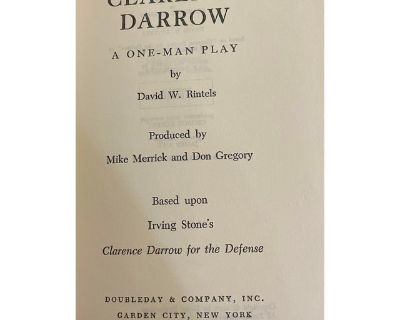 CLARENCE
DARROW
A ONE-MAN PLAY
by
David W. Rintels
Produced by
Mike Merrick and Don Gregory
Based upon
Irving Stone's
Clarence Darrow for the Defense
DOUBLEDAY & COMPANY, INC.
GARDEN CITY, NEW YORK